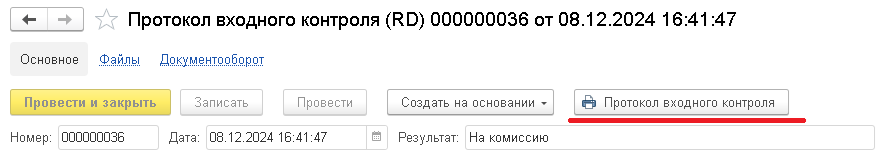 Протокол входного контроля (RD) 000000036 от 08.12.2024 16:41:47
Основное Файлы Документооборот
Провести и закрыть Записать Провести Создать на основании Протокол входного контроля
Номер: 000000036 Дата: 08.12.2024 16:41:47 Результат: На комиссию